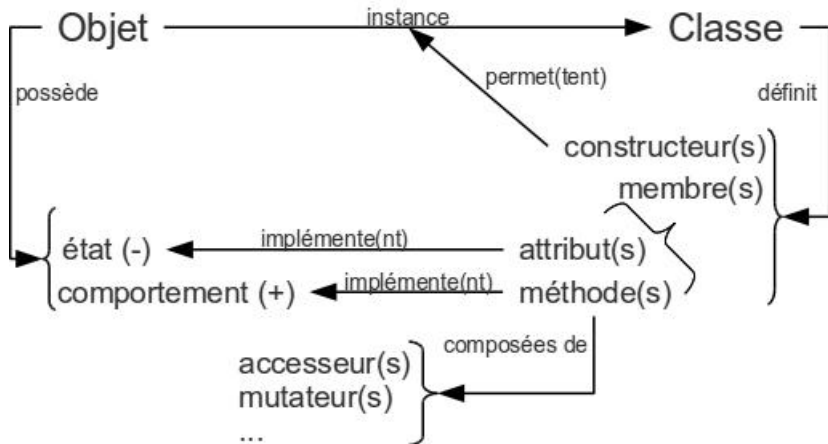 Objet
instance
Classe
possède
permet(tent)
définit
constructeur(s)
membre(s)
état (-)
implémente(nt)
attribut(s)
comportement (+)
implémente(nt)
méthode(s)
composées de
accesseur(s)
mutateur(s)
...